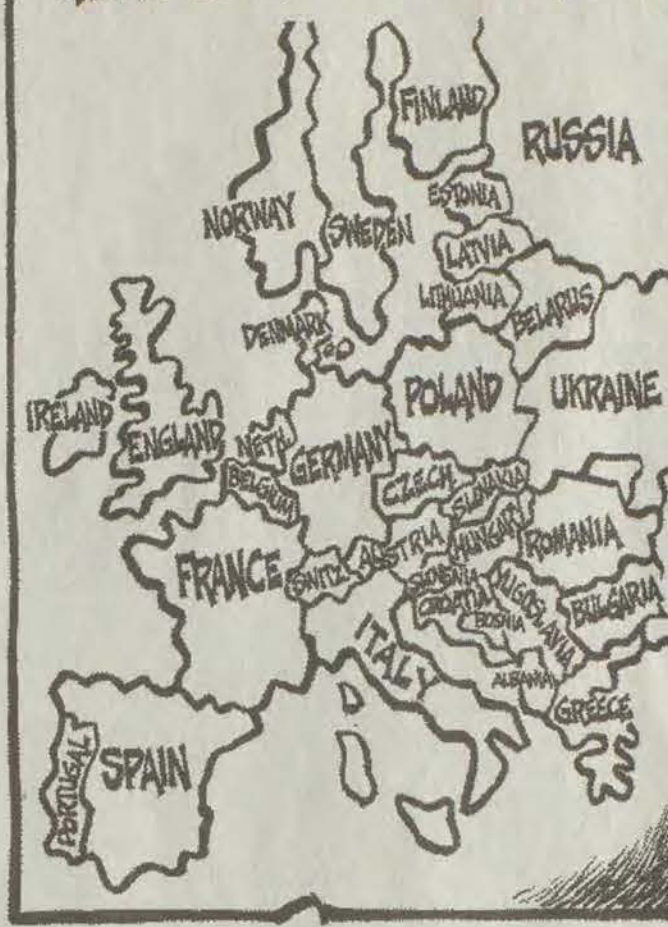 FINLAND
RUSSIA
ESTONIA
NORWAY
SWEDEN
LATVIA
LITHUANIA
BELARUS
DENMARK
POLAND
UKRAINE
IRELAND
ENGLAND
NETH.
GERMANY
BELGIUM
CZECH
SLOVAKIA
FRANCE
SWITZ.
AUSTRIA
HUNGARY
ROMANIA
SLOVENIA
CROATIA
BOSNIA
YUGOSLAVIA
BULGARIA
ITALY
ALBANIA
GREECE
PORTUGAL
SPAIN